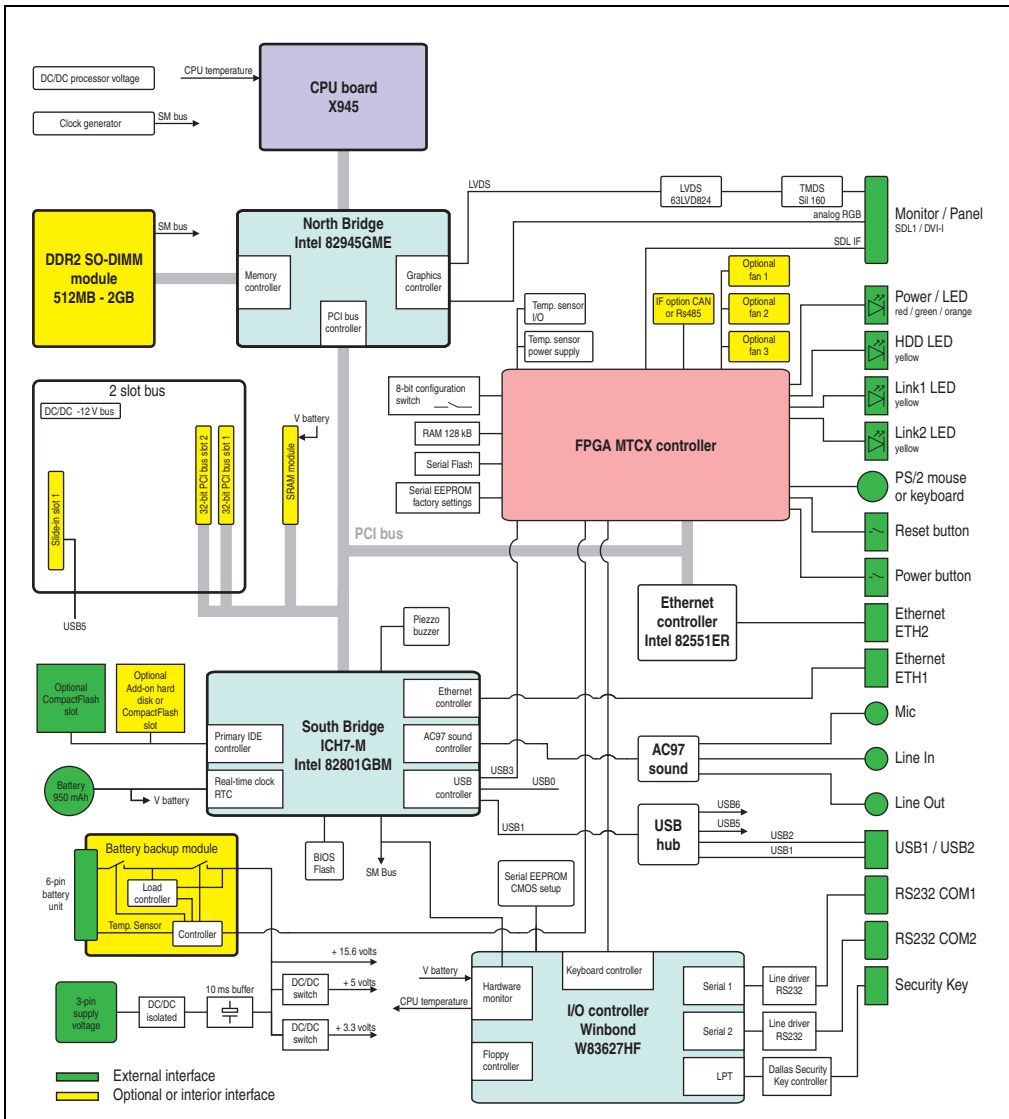 DC/DC processor voltage
CPU temperature
CPU board
X945
Clock generator
SM bus
LVDS
LVDS
63LVD824
TMDS
Sil 160
analog RGB
SDL IF
Monitor / Panel
SDL1 / DVI-I
DDR2 SO-DIMM
module
512MB - 2GB
SM bus
North Bridge
Intel 82945GME
Memory
controller
Graphics
controller
PCI bus
controller
Temp. sensor
I/O
Temp. sensor
power supply
IF option CAN
or Rs485
Optional
fan 1
Optional
fan 2
Optional
fan 3
Power / LED
red / green / orange
HDD LED
yellow
Link1 LED
yellow
Link2 LED
yellow
PS/2 mouse
or keyboard
Reset button
Power button
Ethernet
ETH2
Ethernet
ETH1
2 slot bus
DC/DC -12 V bus
Slide-in slot 1
32-bit PCI bus slot 2
32-bit PCI bus slot 1
SRAM module
V battery
USB5
8-bit configuration
switch
RAM 128 kB
Serial Flash
Serial EEPROM
factory settings
FPGA MTCX controller
PCI bus
Ethernet
controller
Intel 82551ER
Piezzo
buzzer
Optional
CompactFlash
slot
Optional
Add-on hard
disk or
CompactFlash
slot
Battery
950 mAh
V battery
South Bridge
ICH7-M
Intel 82801GBM
Primary IDE
controller
Real-time clock
RTC
Ethernet
controller
AC97 sound
controller
USB
controller
USB3
USB0
USB1
AC97
sound
Mic
Line In
Line Out
USB
hub
USB6
USB5
USB2
USB1
USB1 / USB2
BIOS
Flash
SM Bus
Serial EEPROM
CMOS setup
Battery backup module
6-pin
battery
unit
Load
controller
Temp. Sensor
Controller
+ 15.6 volts
DC/DC
switch
+ 5 volts
DC/DC
switch
+ 3.3 volts
3-pin
supply
voltage
DC/DC
isolated
10 ms buffer
V battery
CPU temperature
Hardware
monitor
Keyboard controller
Floppy
controller
I/O controller
Winbond
W83627HF
Serial 1
Serial 2
LPT
Line driver
RS232
Line driver
RS232
Dallas Security
Key controller
RS232 COM1
RS232 COM2
Security Key
External interface
Optional or interior interface